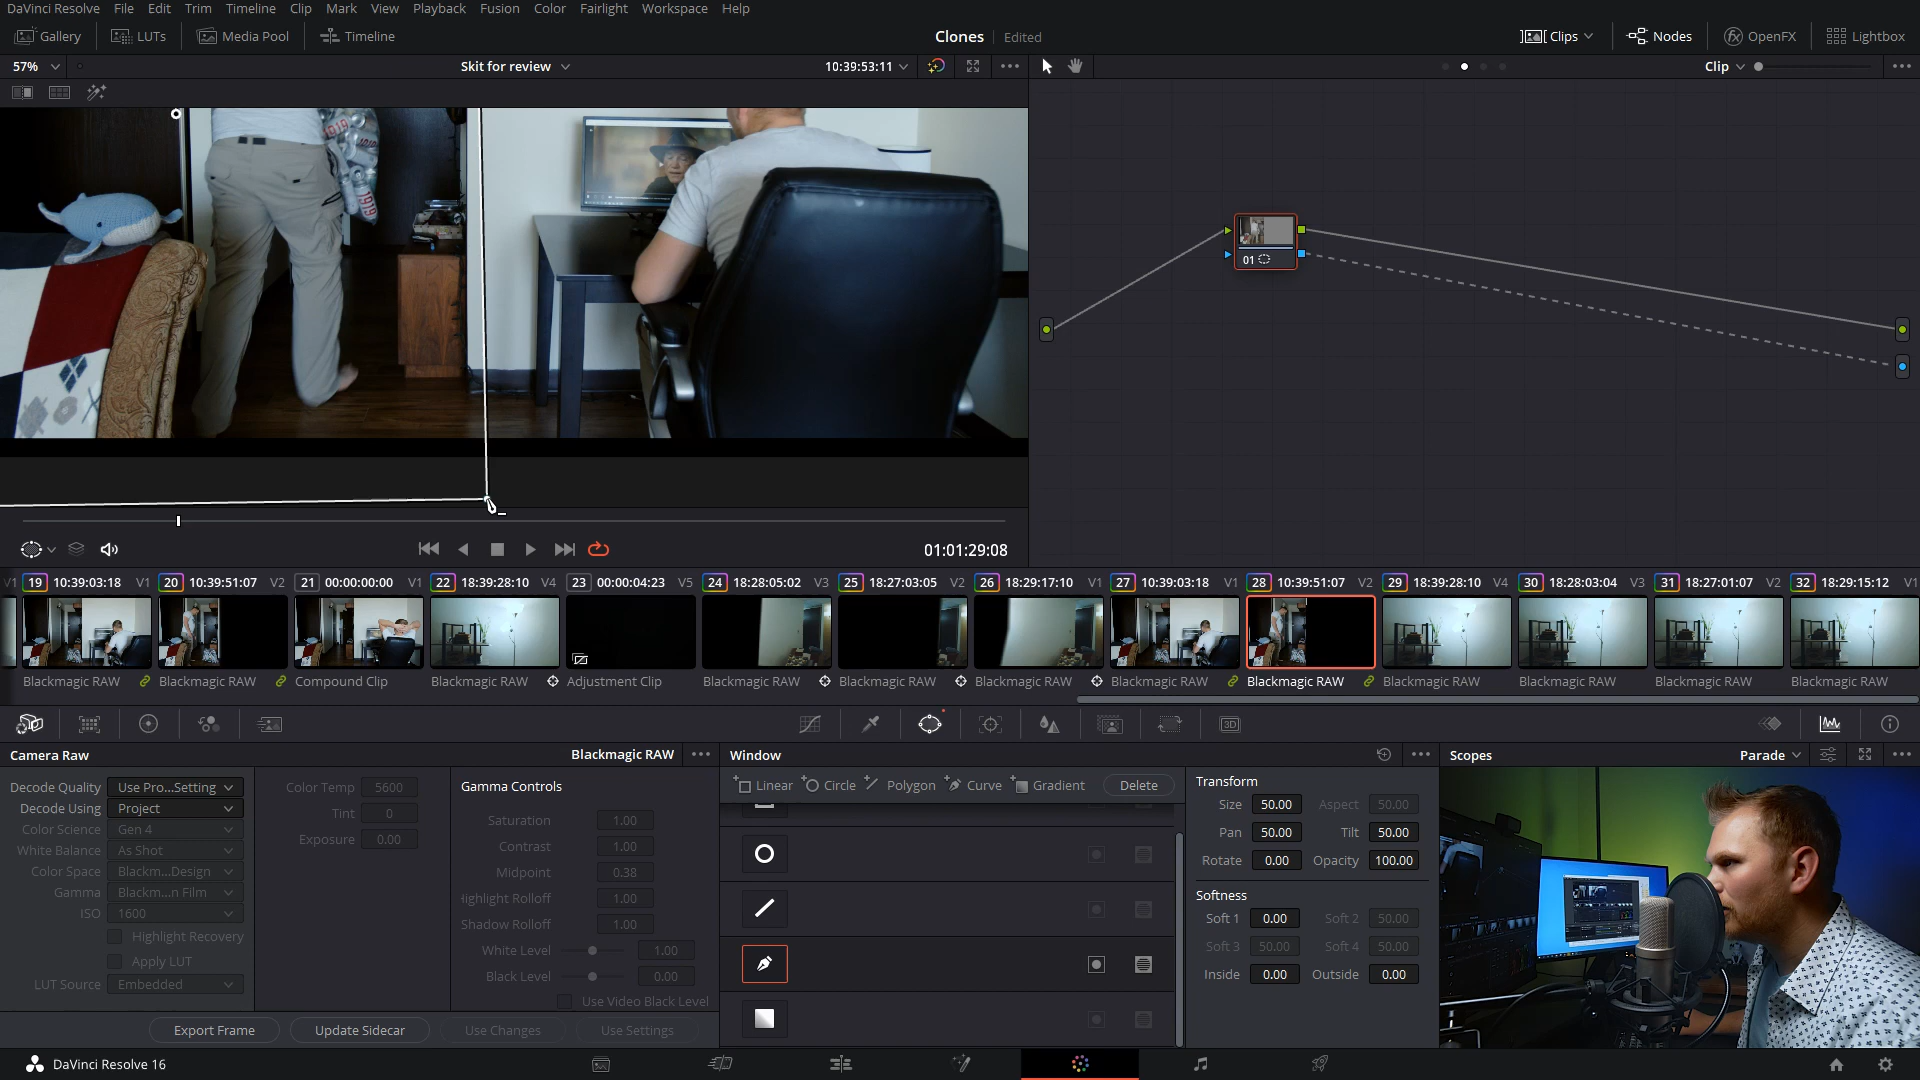 DaVinci Resolve File Edit Trim Timeline Clip Mark View Playback Fusion Color Fairlight Workspace Help
Gallery LUTs Media Pool Timeline Clones Edited Clips Nodes OpenFX Lightbox
57% Skit for review 10:39:53:11 Clip
01
01:01:29:08
V1 19 10:39:03:18 V1 20 10:39:51:07 V2 21 00:00:00:00 V1 22 18:39:28:10 V4 23 00:00:04:23 V5 24 18:28:05:02 V3 25 18:27:03:05 V2 26 18:29:17:10 V1 27 10:39:03:18 V1 28 10:39:51:07 V2 29 18:39:28:10 V4 30 18:28:03:04 V3 31 18:27:01:07 V2 32 18:29:15:12 V1
Blackmagic RAW Blackmagic RAW Compound Clip Blackmagic RAW Adjustment Clip Blackmagic RAW Blackmagic RAW Blackmagic RAW Blackmagic RAW Blackmagic RAW Blackmagic RAW Blackmagic RAW Blackmagic RAW Blackmagic RAW
3D
Camera Raw Blackmagic RAW
Decode Quality Use Pro...Setting
Decode Using Project
Color Science Gen 4
White Balance As Shot
Color Space Blackm...Design
Gamma Blackm...n Film
ISO 1600
Highlight Recovery
Apply LUT
LUT Source Embedded
Color Temp 5600
Tint 0
Exposure 0.00
Gamma Controls
Saturation 1.00
Contrast 1.00
Midpoint 0.38
Highlight Rolloff 1.00
Shadow Rolloff 1.00
White Level 1.00
Black Level 0.00
Use Video Black Level
Export Frame Update Sidecar Use Changes Use Settings
Window
Linear Circle Polygon Curve Gradient Delete
Transform
Size 50.00 Aspect 50.00
Pan 50.00 Tilt 50.00
Rotate 0.00 Opacity 100.00
Softness
Soft 1 0.00 Soft 2 50.00
Soft 3 50.00 Soft 4 50.00
Inside 0.00 Outside 0.00
Scopes Parade
DaVinci Resolve 16